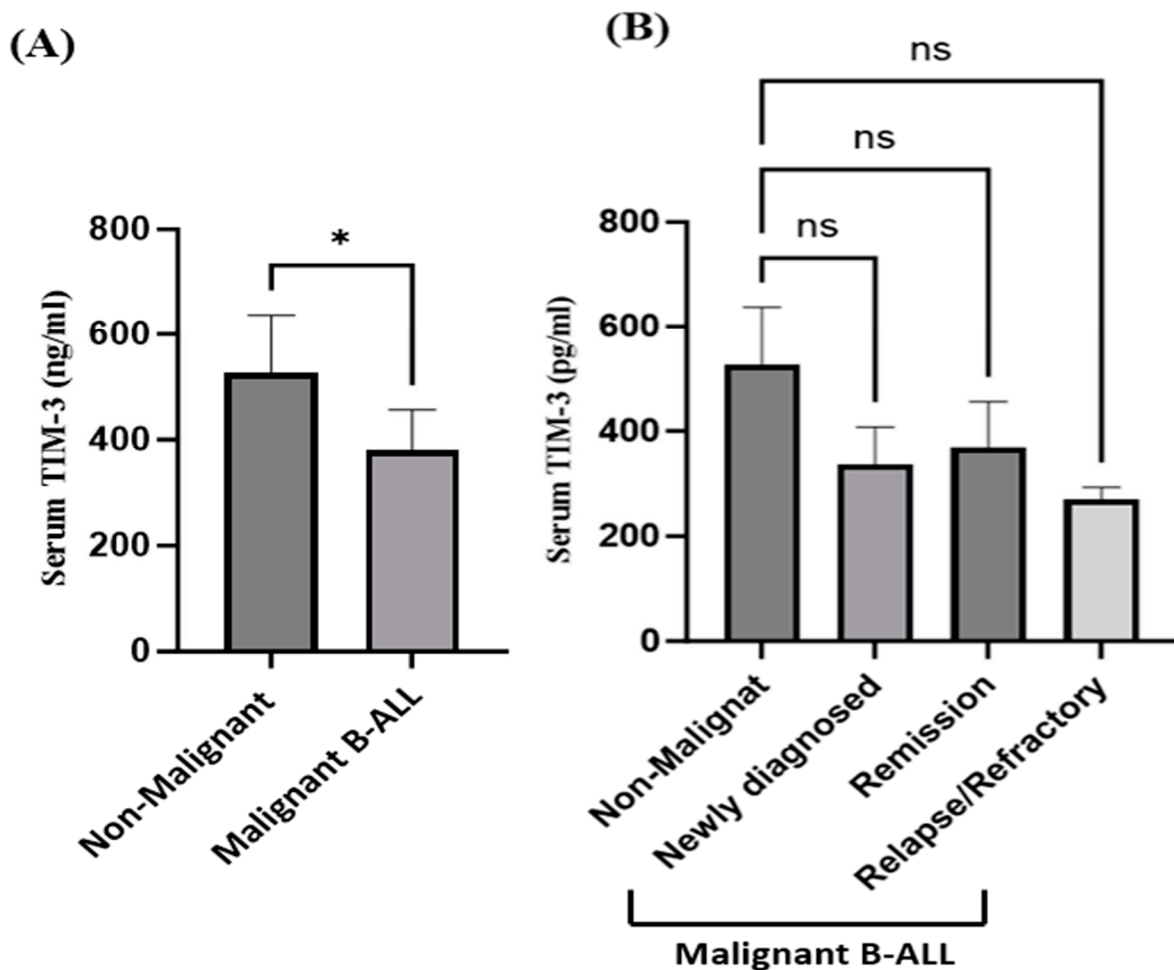 (A)
*
800
600
400
200
0
Serum TIM-3 (ng/ml)
Non-Malignant
Malignant B-ALL
(B)
ns
ns
ns
800
600
400
200
0
Serum TIM-3 (pg/ml)
Non-Malignat
Newly diagnosed
Remission
Relapse/Refractory
Malignant B-ALL